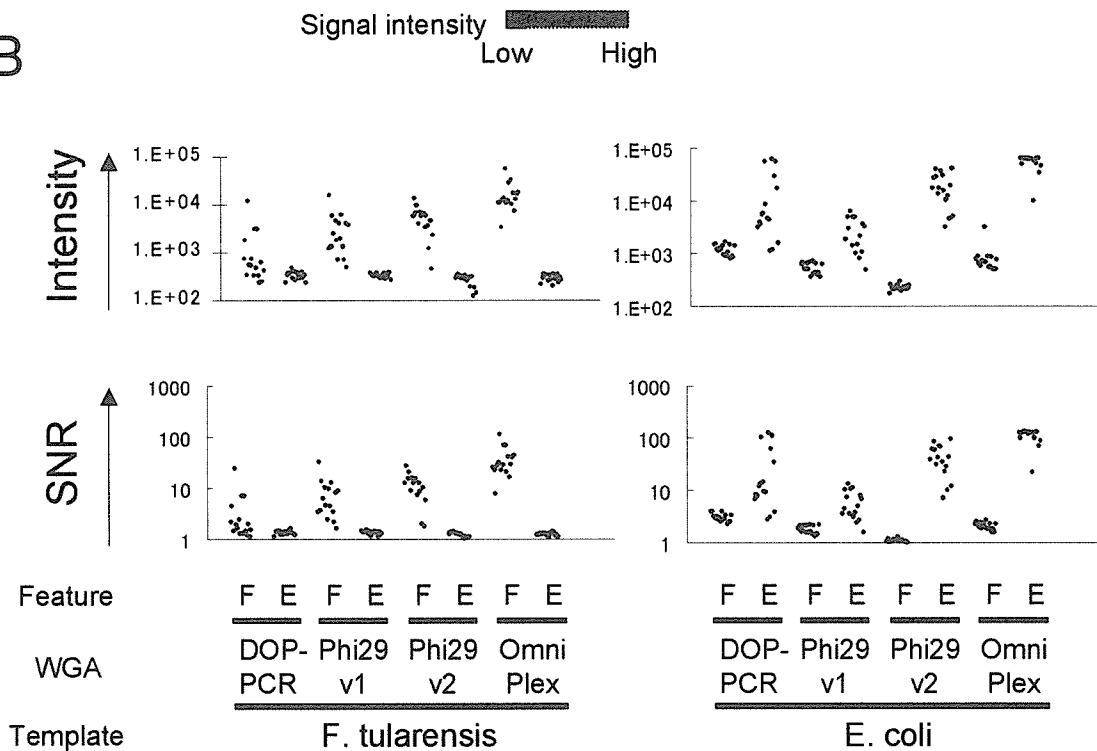 B
Signal intensity
Low High
Intensity
1.E+05
1.E+04
1.E+03
1.E+02
1.E+05
1.E+04
1.E+03
1.E+02
SNR
1000
100
10
1
1000
100
10
1
Feature F E F E F E F E F E F E F E F E
WGA DOP-PCR Phi29 v1 Phi29 v2 Omni Plex DOP-PCR Phi29 v1 Phi29 v2 Omni Plex
Template F. tularensis E. coli